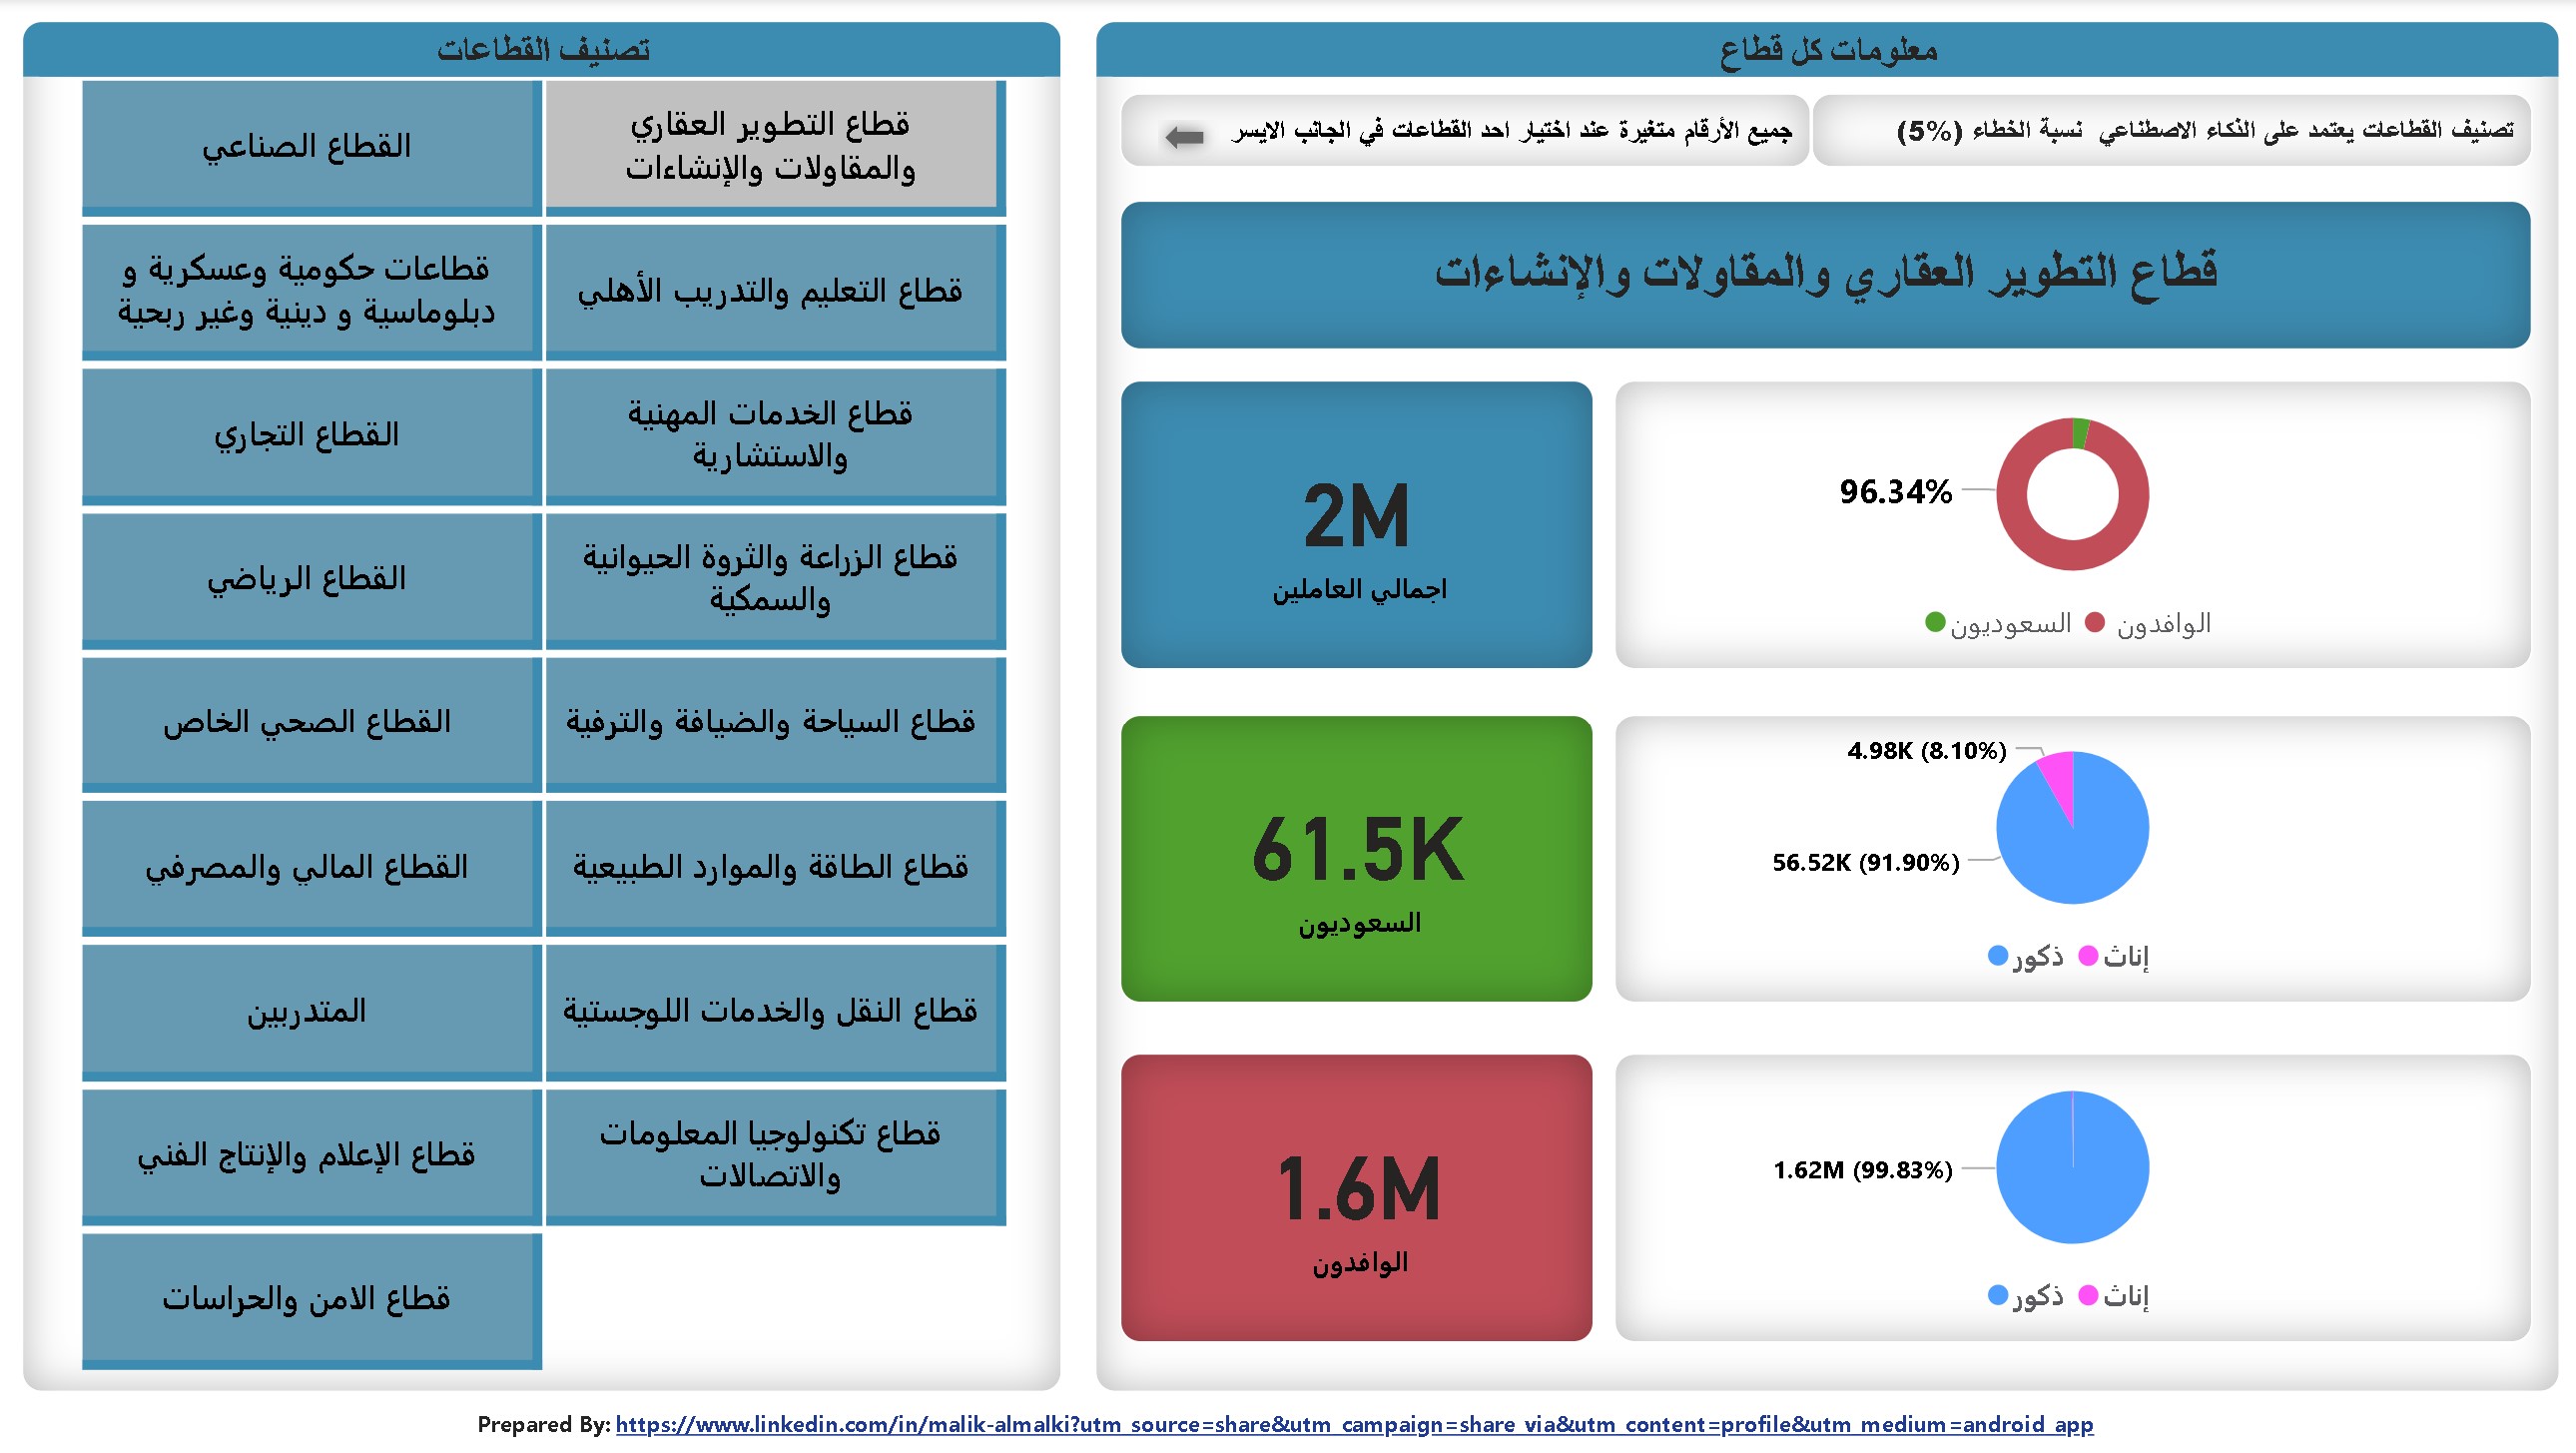 معلومات كل قطاع
تصنيف القطاعات يعتمد على الذكاء الاصطناعي نسبة الخطاء (5%)
جميع الأرقام متغيرة عند اختيار احد القطاعات في الجانب الايسر
قطاع التطوير العقاري والمقاولات والإنشاءات
96.34%
الوافدون
السعوديون
2M
اجمالي العاملين
4.98K (8.10%)
56.52K (91.90%)
إناث
ذكور
61.5K
السعوديون
1.62M (99.83%)
إناث
ذكور
1.6M
الوافدون
تصنيف القطاعات
قطاع التطوير العقاري
والمقاولات والإنشاءات
القطاع الصناعي
قطاع التعليم والتدريب الأهلي
قطاعات حكومية وعسكرية و
دبلوماسية و دينية وغير ربحية
قطاع الخدمات المهنية
والاستشارية
القطاع التجاري
قطاع الزراعة والثروة الحيوانية
والسمكية
القطاع الرياضي
قطاع السياحة والضيافة والترفية
القطاع الصحي الخاص
قطاع الطاقة والموارد الطبيعية
القطاع المالي والمصرفي
قطاع النقل والخدمات اللوجستية
المتدربين
قطاع تكنولوجيا المعلومات
والاتصالات
قطاع الإعلام والإنتاج الفني
قطاع الامن والحراسات
Prepared By: https://www.linkedin.com/in/malik-almalki?utm_source=share&utm_campaign=share_via&utm_content=profile&utm_medium=android_app